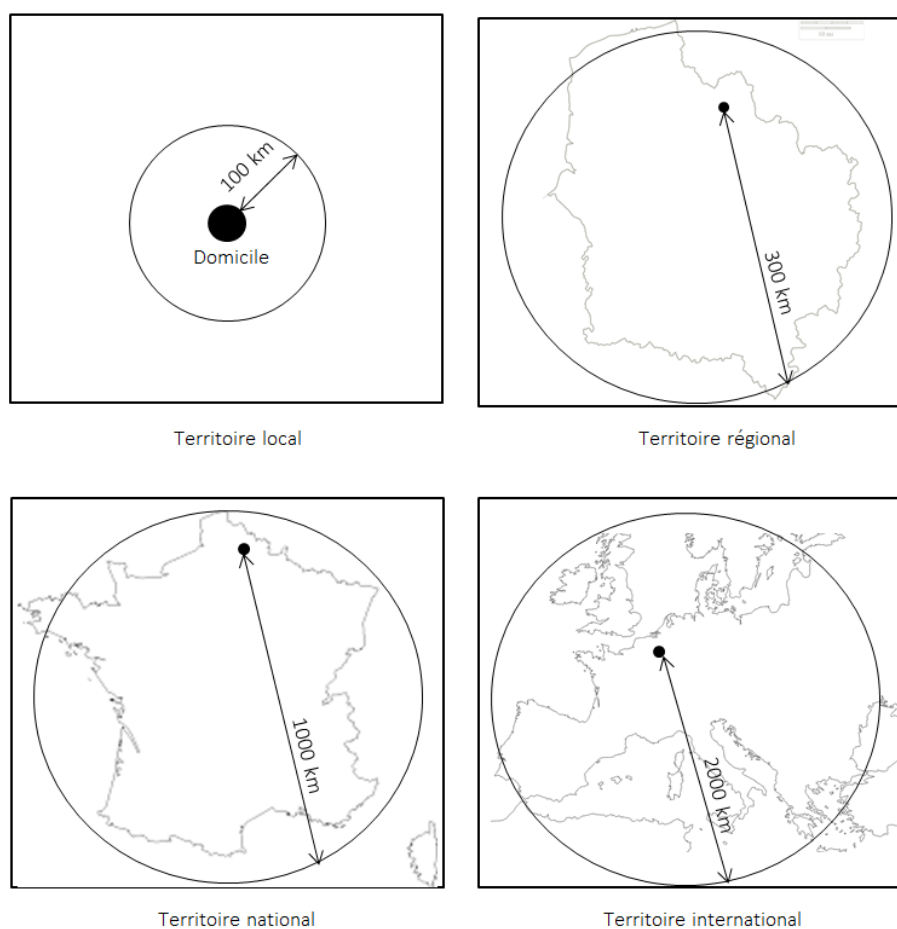 100 km
Domicile
300 km
Territoire local
Territoire régional
1000 km
2000 km
Territoire national
Territoire international